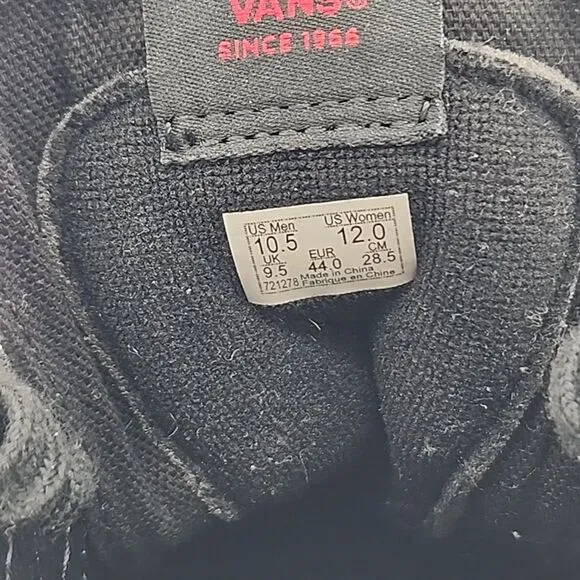 VANS®
SINCE 1966
US Men US Women
10.5 12.0
UK EUR CM
9.5 44.0 28.5
721278 Made in China
Fabrique en Chine